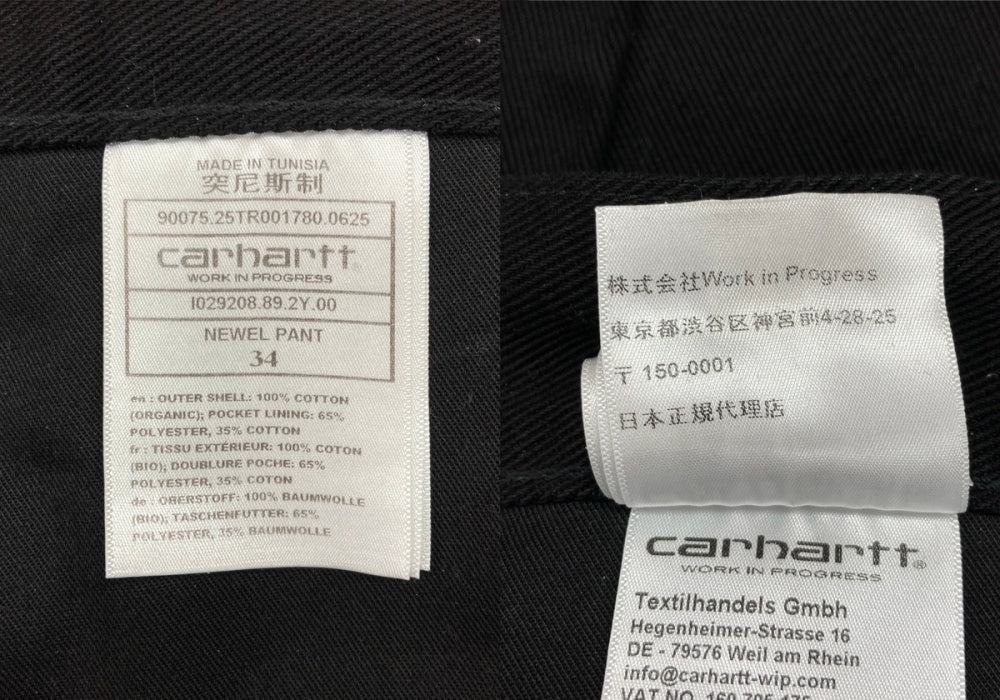 MADE IN TUNISIA
突尼斯制
90075.25TR001780.0625
carhartt
WORK IN PROGRESS
I029208.89.2Y.00
NEWEL PANT
34
en : OUTER SHELL: 100% COTTON
(ORGANIC); POCKET LINING: 65%
POLYESTER, 35% COTTON
fr : TISSU EXTÉRIEUR: 100% COTON
(BIO); DOUBLURE POCHE: 65%
POLYESTER, 35% COTON
de : OBERSTOFF: 100% BAUMWOLLE
(BIO); TASCHENFUTTER: 65%
POLYESTER, 35% BAUMWOLLE
株式会社Work in Progress
東京都渋谷区神宮前4-28-25
〒 150-0001
日本正規代理店
carhartt®
WORK IN PROGRESS
Textilhandels Gmbh
Hegenheimer-Strasse 16
DE - 79576 Weil am Rhein
info@carhartt-wip.com
VAT NO. 160 706 175